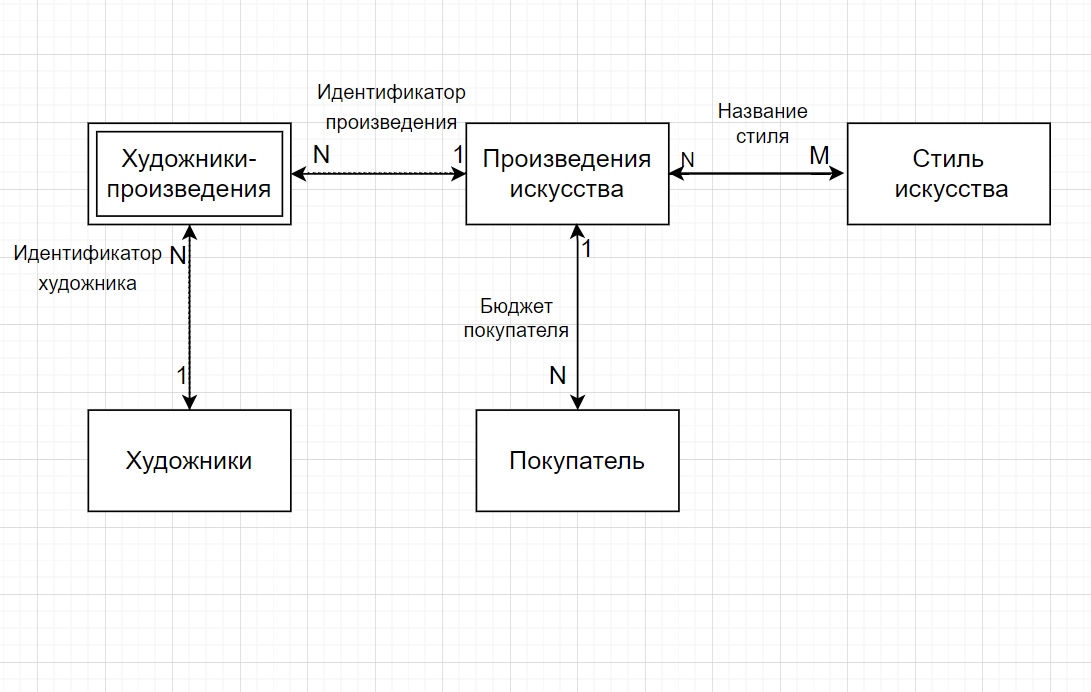 Идентификатор
произведения
Название
стиля
Художники-
произведения
N
1
Произведения
искусства
N
M
Стиль
искусства
Идентификатор
художника
N
1
Бюджет
покупателя
1
N
Художники
Покупатель